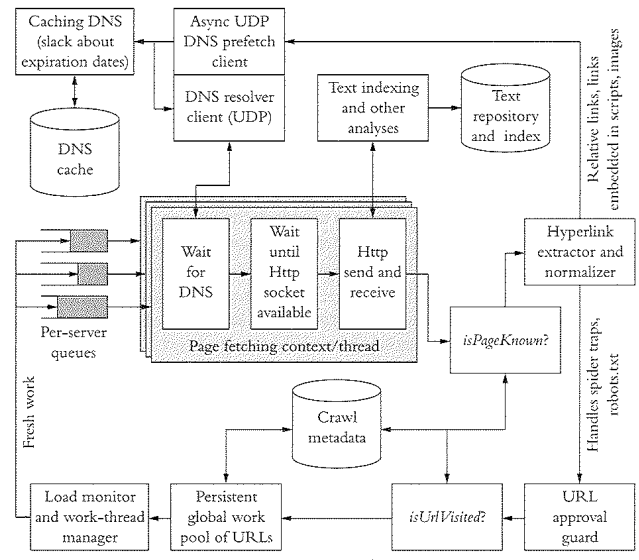 Caching DNS
(slack about
expiration dates)
Async UDP
DNS prefetch
client
DNS resolver
client (UDP)
DNS
cache
Text indexing
and other
analyses
Text
repository
and index
Relative links, links
embedded in scripts, images
Wait
for
DNS
Wait
until
Http
socket
available
Http
send and
receive
Page fetching context/thread
Per-server
queues
Hyperlink
extractor and
normalizer
isPageKnown?
Handles spider traps,
robots.txt
Fresh work
Crawl
metadata
Load monitor
and work-thread
manager
Persistent
global work
pool of URLs
isUrlVisited?
URL
approval
guard